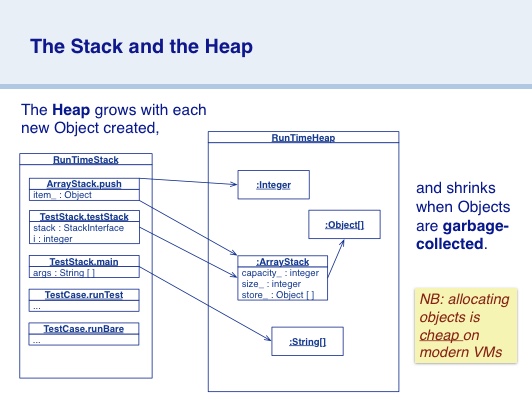 The Stack and the Heap
The Heap grows with each
new Object created,
RunTimeStack
ArrayStack.push
item_ : Object
TestStack.testStack
stack : StackInterface
i : integer
TestStack.main
args : String [ ]
TestCase.runTest
...
TestCase.runBare
...
RunTimeHeap
:Integer
:Object[]
:ArrayStack
capacity_ : integer
size_ : integer
store_ : Object [ ]
:String[]
and shrinks
when Objects
are garbage-
collected.
NB: allocating
objects is
cheap on
modern VMs